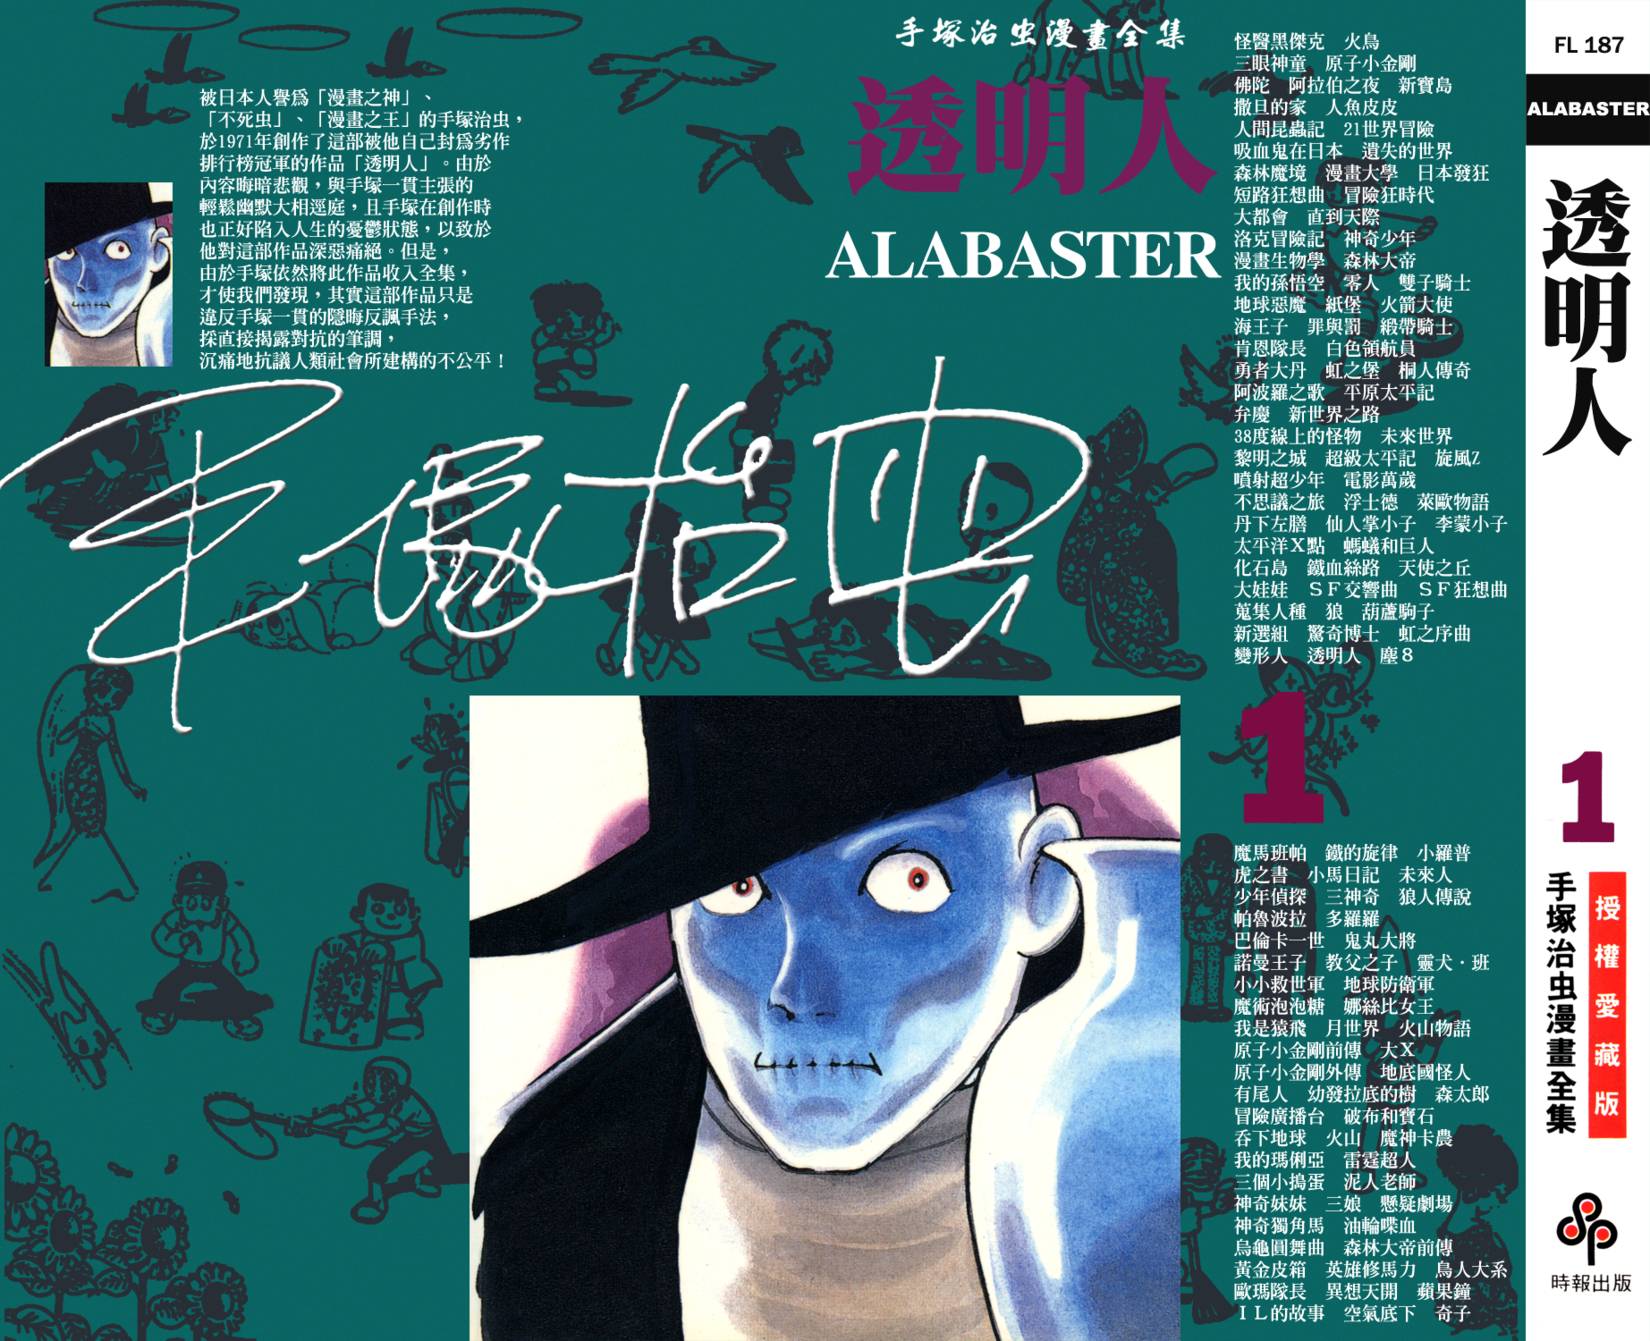 被日本人譽爲「漫畫之神」、
「不死虫」、「漫畫之王」的手塚治虫，
於1971年創作了這部被他自己封爲劣作
排行榜冠軍的作品「透明人」。由於
內容晦暗悲觀，與手塚一貫主張的
輕鬆幽默大相逕庭，且手塚在創作時
也正好陷入人生的憂鬱狀態，以致於
他對這部作品深惡痛絕。但是，
由於手塚依然將此作品收入全集，
才使我們發現，其實這部作品只是
違反手塚一貫的隱晦反諷手法，
採直接揭露對抗的筆調，
沉痛地抗議人類社會所建構的不公平！
手塚治虫漫畫全集
透明人
ALABASTER
手塚治虫
怪醫黑傑克 火鳥
三眼神童 原子小金剛
佛陀 阿拉伯之夜 新寶島
撒旦的家 人魚皮皮
人間昆蟲記 21世界冒險
吸血鬼在日本 遺失的世界
森林魔境 漫畫大學 日本發狂
短路狂想曲 冒險狂時代
大都會 直到天際
洛克冒險記 神奇少年
漫畫生物學 森林大帝
我的孫悟空 零人 雙子騎士
地球惡魔 紙堡 火箭大使
海王子 罪與罰 緞帶騎士
肯恩隊長 白色領航員
勇者大丹 虹之堡 桐人傳奇
阿波羅之歌 平原太平記
弁慶 新世界之路
38度線上的怪物 未來世界
黎明之城 超級太平記 旋風Z
噴射超少年 電影萬歲
不思議之旅 浮士德 萊歐物語
丹下左膳 仙人掌小子 李蒙小子
太平洋X點 螞蟻和巨人
化石島 鐵血絲路 天使之丘
大娃娃 SF交響曲 SF狂想曲
蒐集人種 狼 葫蘆駒子
新選組 驚奇博士 虹之序曲
變形人 透明人 塵8
1
魔馬班帕 鐵的旋律 小羅普
虎之書 小馬日記 未來人
少年偵探 三神奇 狼人傳說
帕魯波拉 多羅羅
巴倫卡一世 鬼丸大將
諾曼王子 教父之子 靈犬·班
小小救世軍 地球防衛軍
魔術泡泡糖 娜絲比女王
我是猿飛 月世界 火山物語
原子小金剛前傳 大X
原子小金剛外傳 地底國怪人
有尾人 幼發拉底的樹 森太郎
冒險廣播台 破布和寶石
吞下地球 火山 魔神卡農
我的瑪俐亞 雷霆超人
三個小搗蛋 泥人老師
神奇妹妹 三娘 懸疑劇場
神奇獨角馬 油輪喋血
烏龜圓舞曲 森林大帝前傳
黃金皮箱 英雄修馬力 鳥人大系
歐瑪隊長 異想天開 蘋果鐘
IL的故事 空氣底下 奇子
FL 187
ALABASTER
透明人
1
手塚治虫漫畫全集
授權愛藏版
時報出版